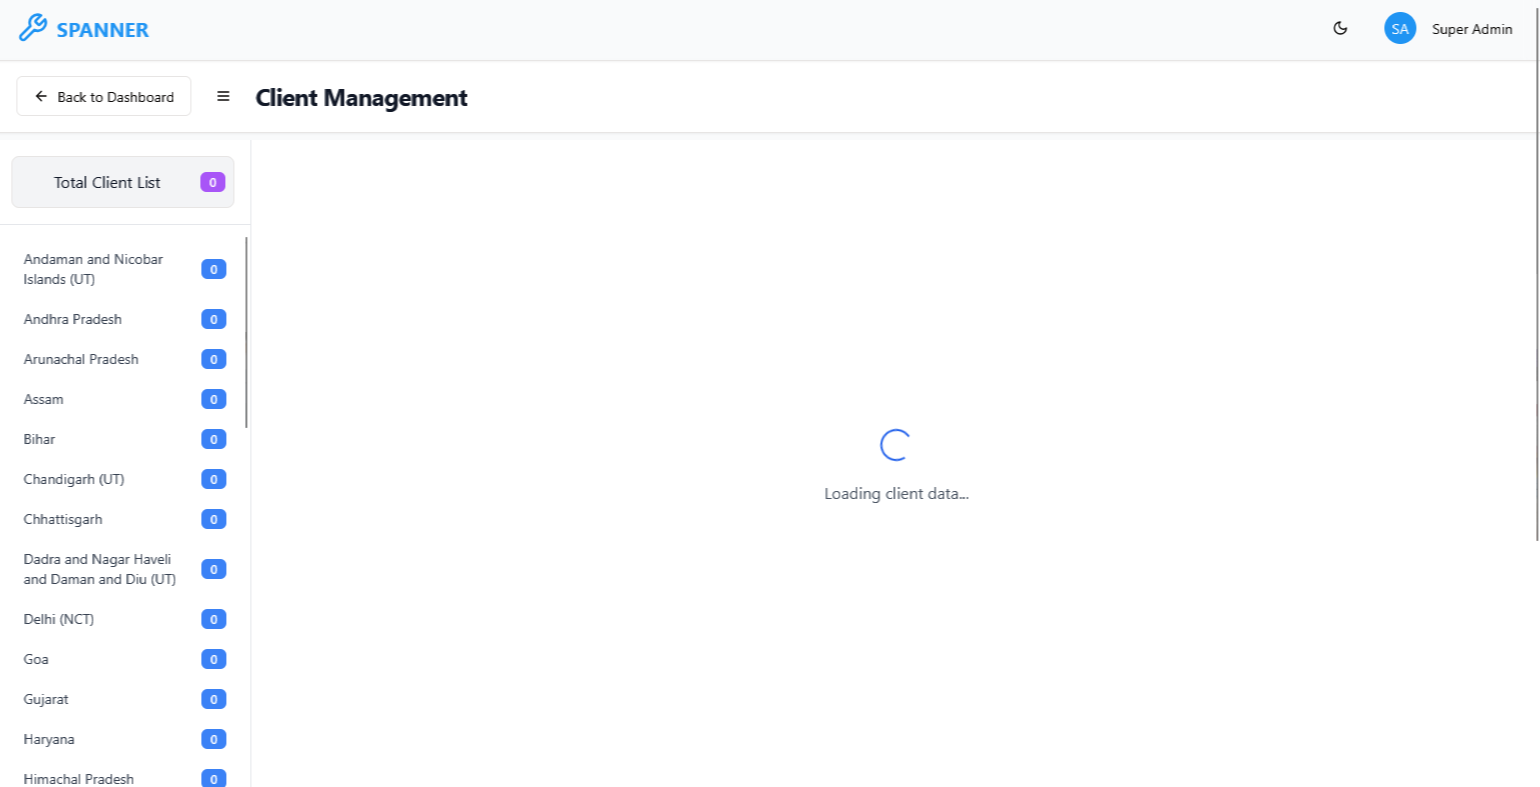 SPANNER
SA
Super Admin
Back to Dashboard
Client Management
Total Client List 0
Andaman and Nicobar
Islands (UT) 0
Andhra Pradesh 0
Arunachal Pradesh 0
Assam 0
Bihar 0
Chandigarh (UT) 0
Chhattisgarh 0
Dadra and Nagar Haveli
and Daman and Diu (UT) 0
Delhi (NCT) 0
Goa 0
Gujarat 0
Haryana 0
Himachal Pradesh 0
Loading client data...